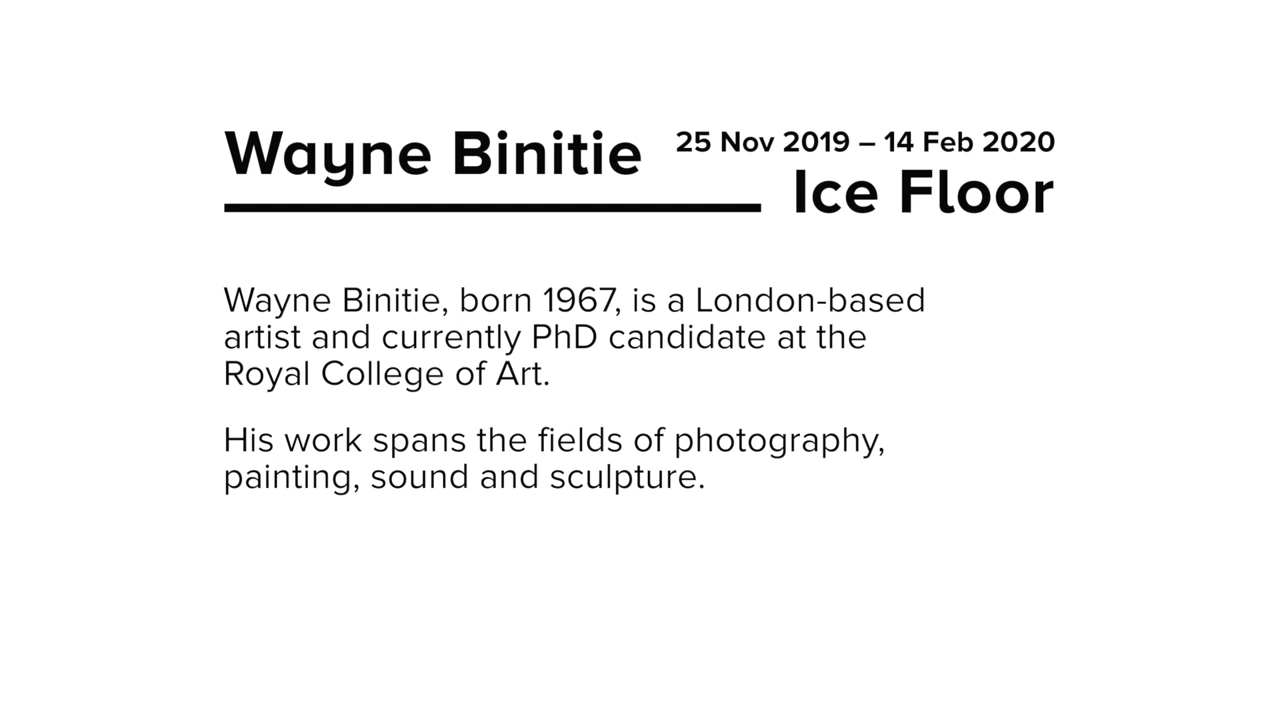 Wayne Binitie
25 Nov 2019 – 14 Feb 2020
Ice Floor
Wayne Binitie, born 1967, is a London-based
artist and currently PhD candidate at the
Royal College of Art.
His work spans the fields of photography,
painting, sound and sculpture.